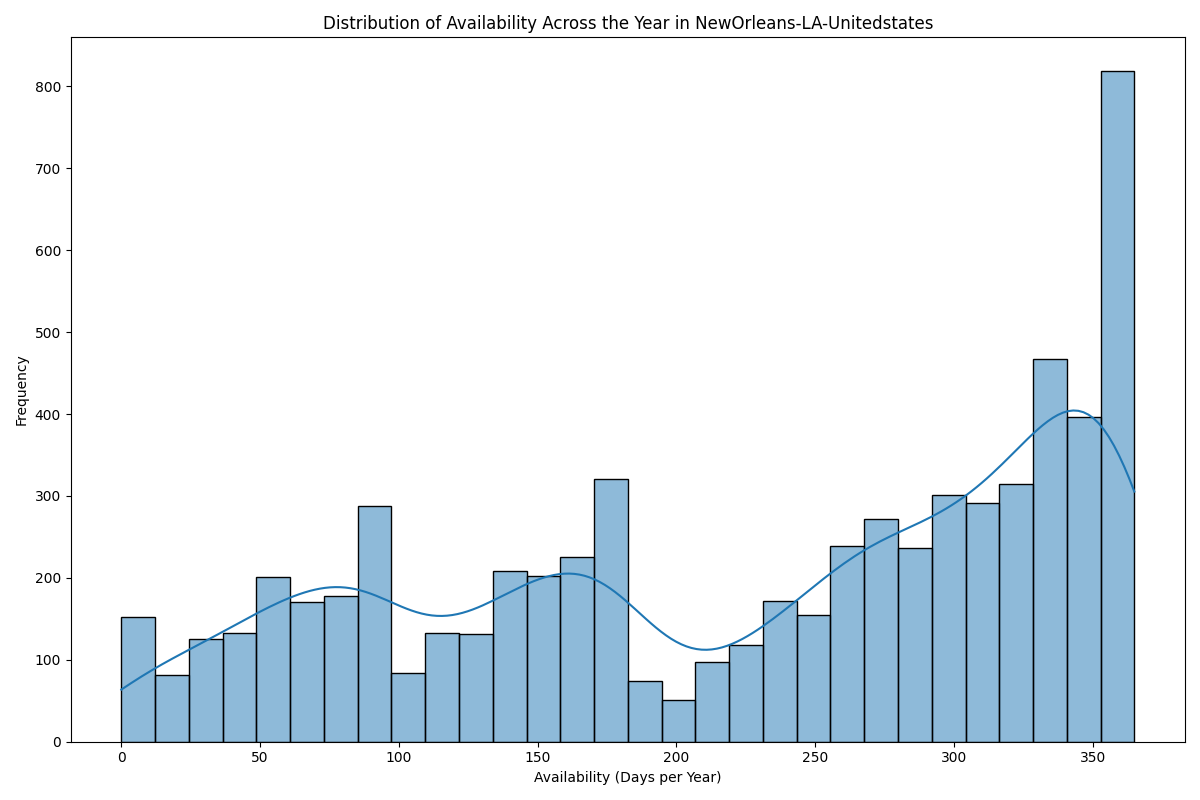 Distribution of Availability Across the Year in NewOrleans-LA-Unitedstates
Frequency
800
700
600
500
400
300
200
100
0
0 50 100 150 200 250 300 350
Availability (Days per Year)